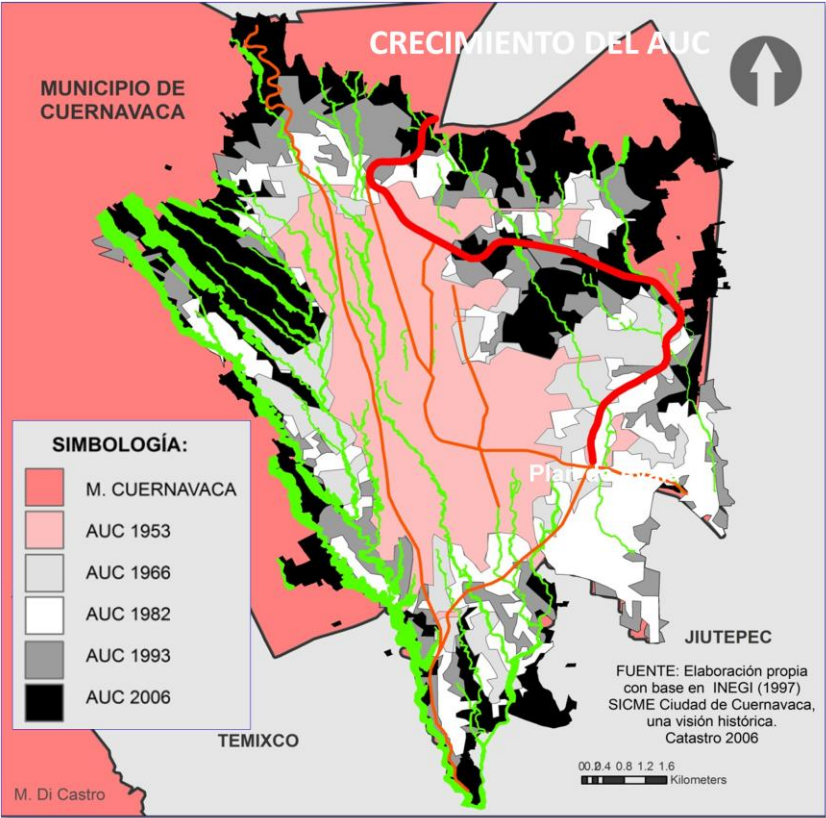 CRECIMIENTO DEL AUC
MUNICIPIO DE
CUERNAVACA
SIMBOLOGÍA:
M. CUERNAVACA
AUC 1953
AUC 1966
AUC 1982
AUC 1993
AUC 2006
Plan de
JIUTEPEC
FUENTE: Elaboración propia
con base en INEGI (1997)
SICME Ciudad de Cuernavaca,
una visión histórica.
Catastro 2006
TEMIXCO
0.4 0.8 1.2 1.6
Kilometers
M. Di Castro